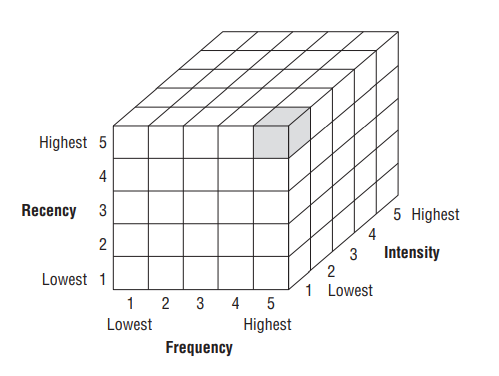 Highest 5
4
Recency 3
2
Lowest 1
1 2 3 4 5
Lowest Highest
Frequency
1 Lowest
2
3 Intensity
4
5 Highest